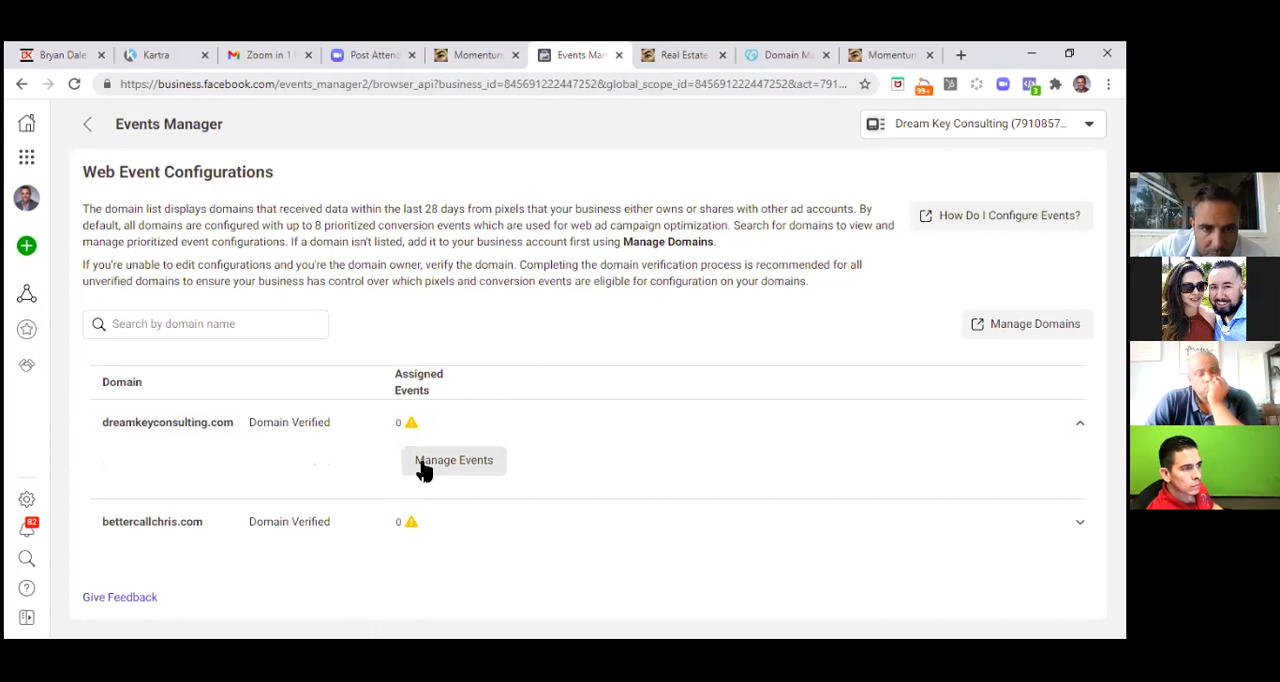 Bryan Dale
Kartra
Zoom in 1
Post Attend
Momentum
Events Man
Real Estate
Domain Ma
Momentum
https://business.facebook.com/events_manager2/browser_api?business_id=845691222447252&global_scope_id=845691222447252&act=791...
99+
3
Events Manager
Dream Key Consulting (7910857...
Web Event Configurations
The domain list displays domains that received data within the last 28 days from pixels that your business either owns or shares with other ad accounts. By
default, all domains are configured with up to 8 prioritized conversion events which are used for web ad campaign optimization. Search for domains to view and
manage prioritized event configurations. If a domain isn't listed, add it to your business account first using Manage Domains.
How Do I Configure Events?
If you're unable to edit configurations and you're the domain owner, verify the domain. Completing the domain verification process is recommended for all
unverified domains to ensure your business has control over which pixels and conversion events are eligible for configuration on your domains.
Search by domain name
Manage Domains
Domain
Assigned
Events
dreamkeyconsulting.com Domain Verified 0
Manage Events
bettercallchris.com Domain Verified 0
82
Give Feedback